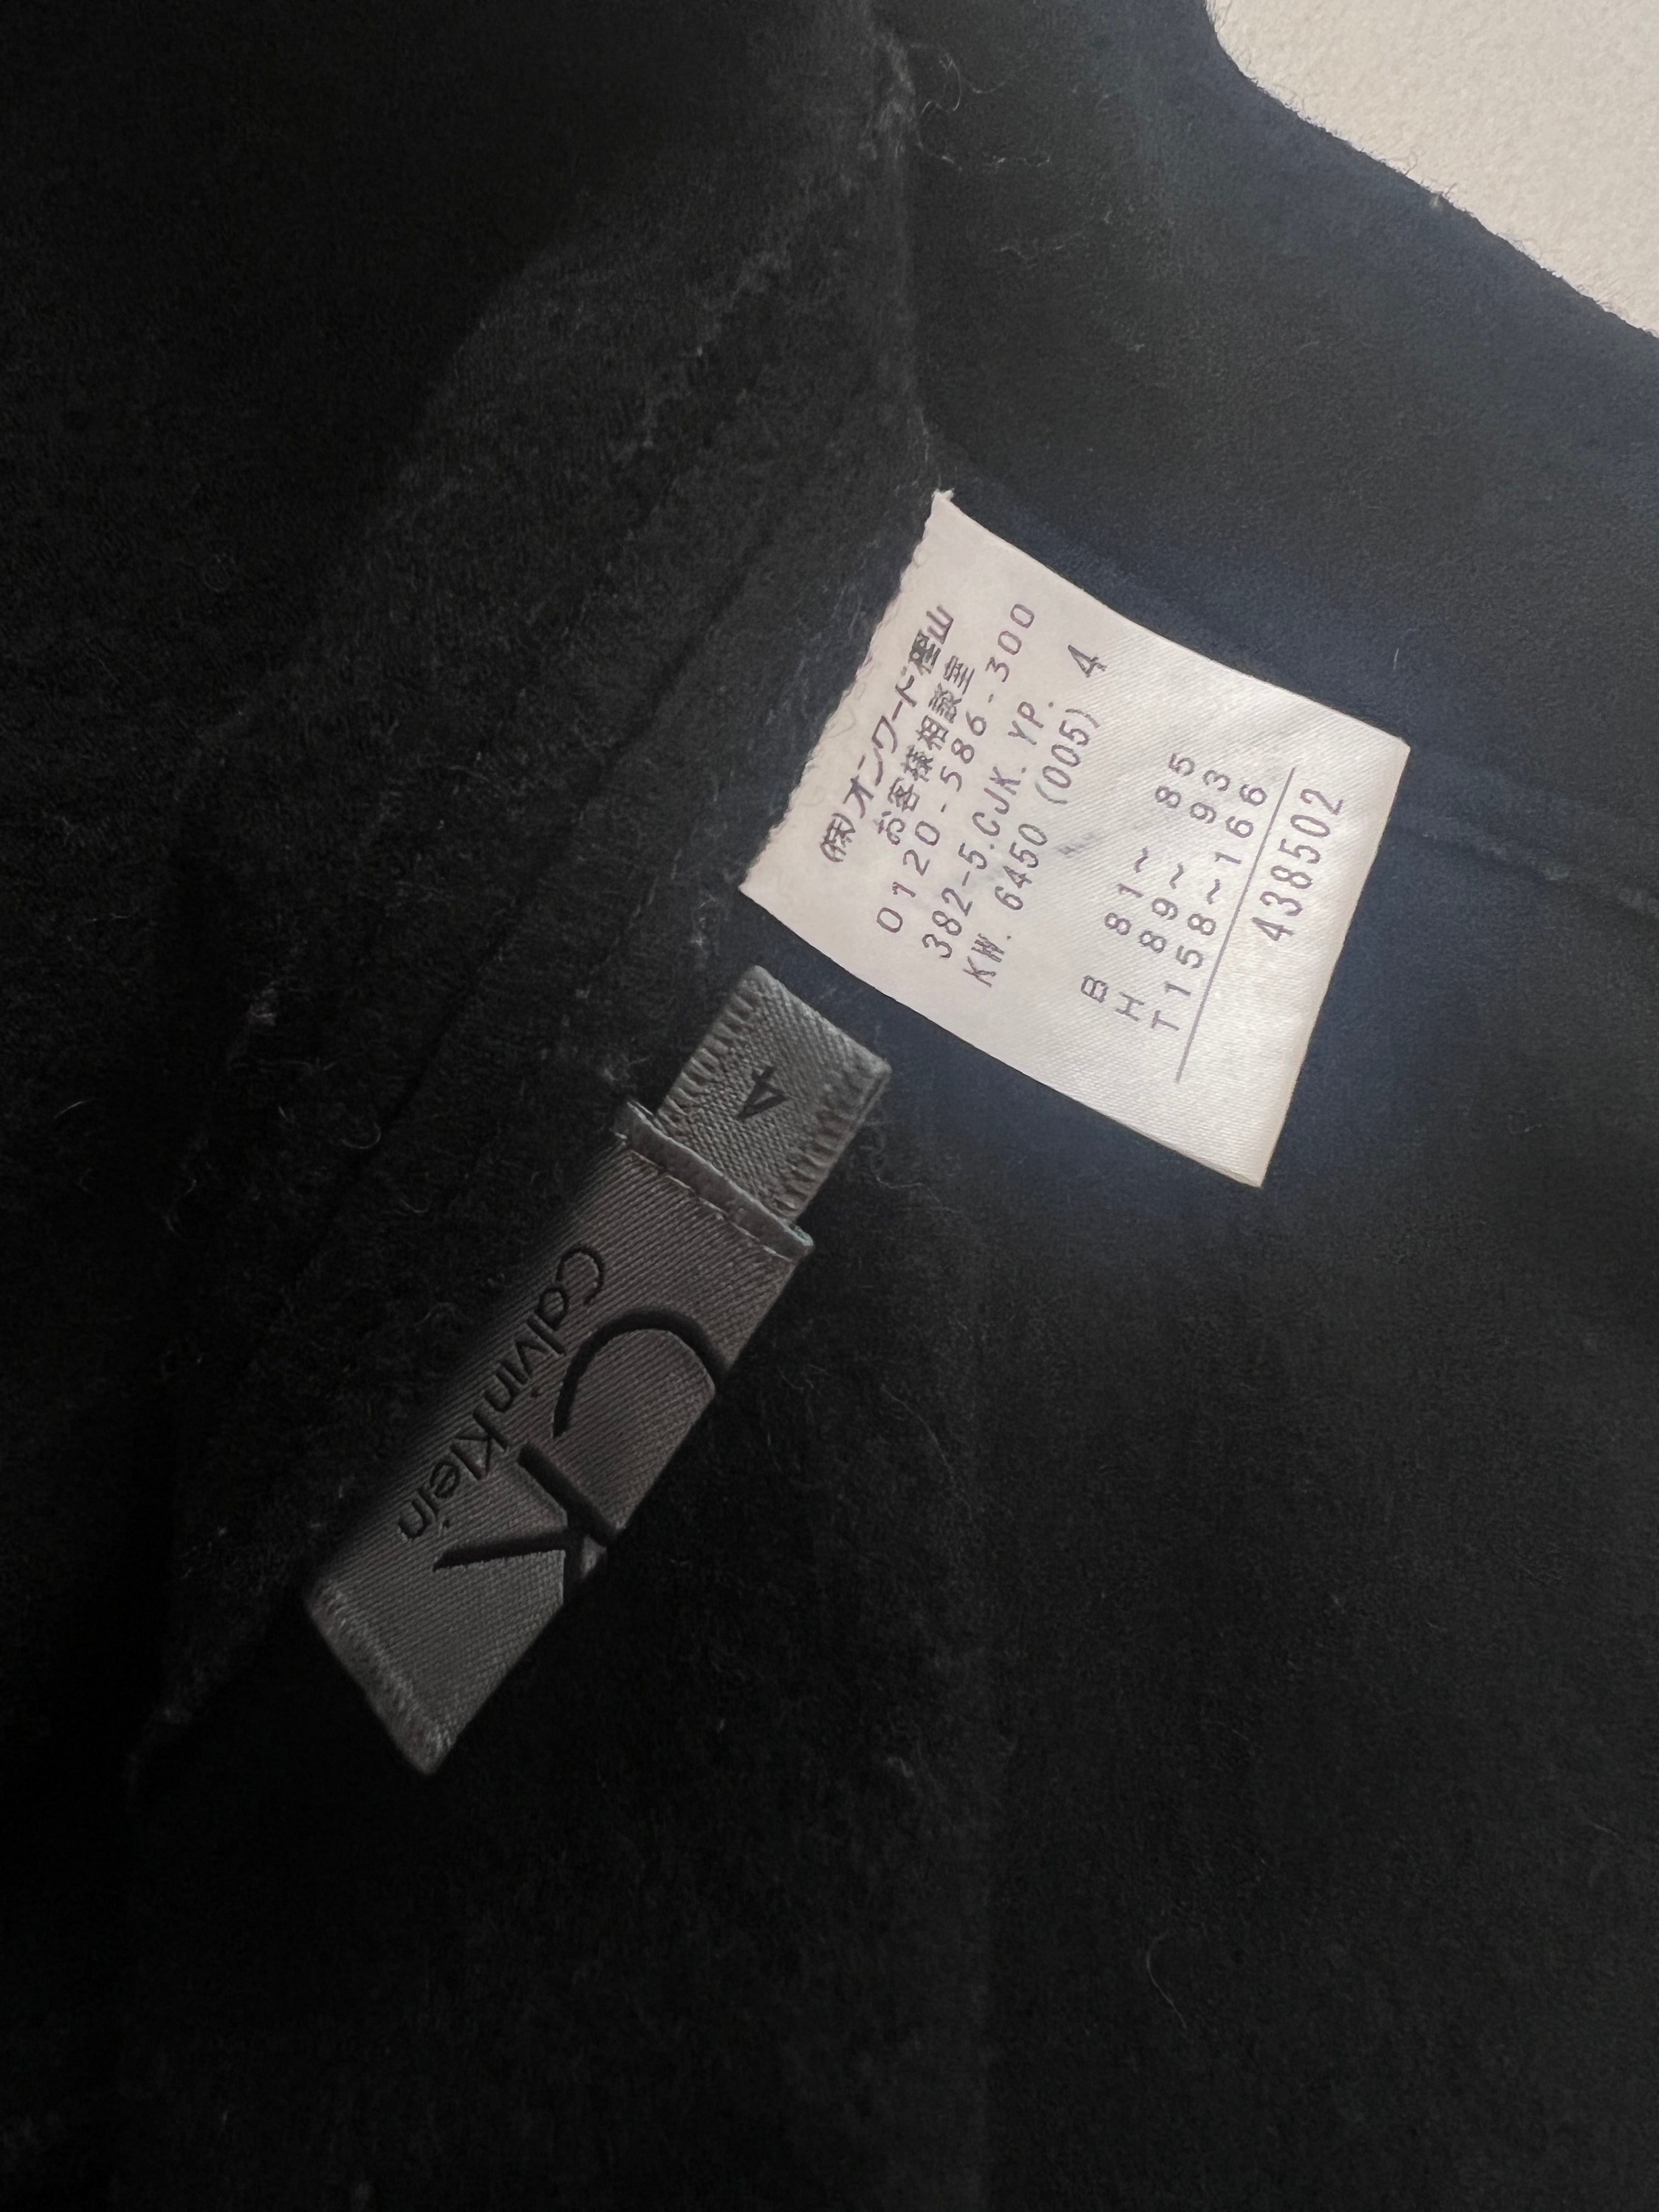 (株)オンワード樫山
お客様相談室
0120-586-300
382-5.CJK.YP.
KW. 6450 (005) 4
B 81~ 85
H 89~ 93
T158~166
438502
4
CK
Calvin Klein